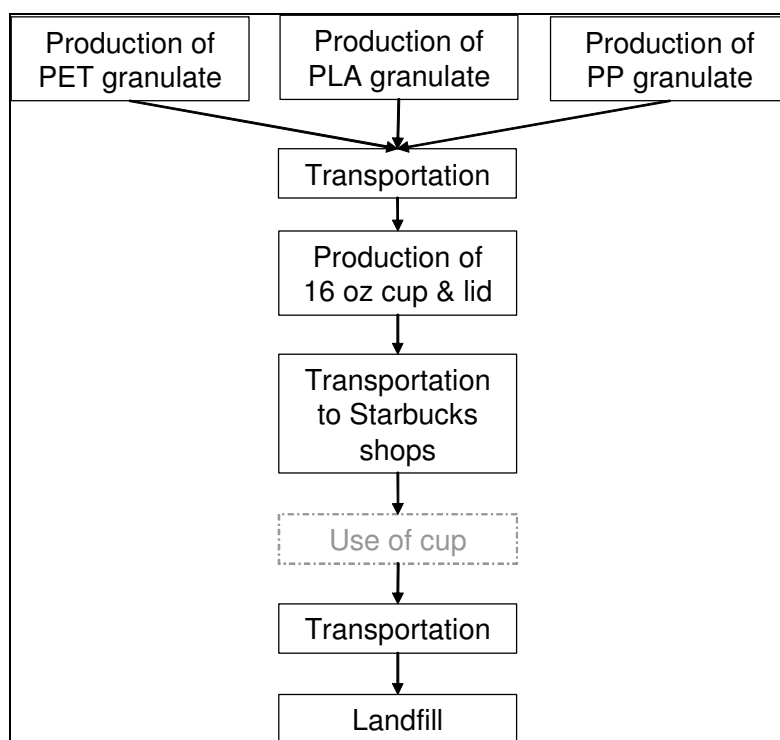 Production of
PET granulate
Production of
PLA granulate
Production of
PP granulate
Transportation
Production of
16 oz cup & lid
Transportation
to Starbucks
shops
Use of cup
Transportation
Landfill